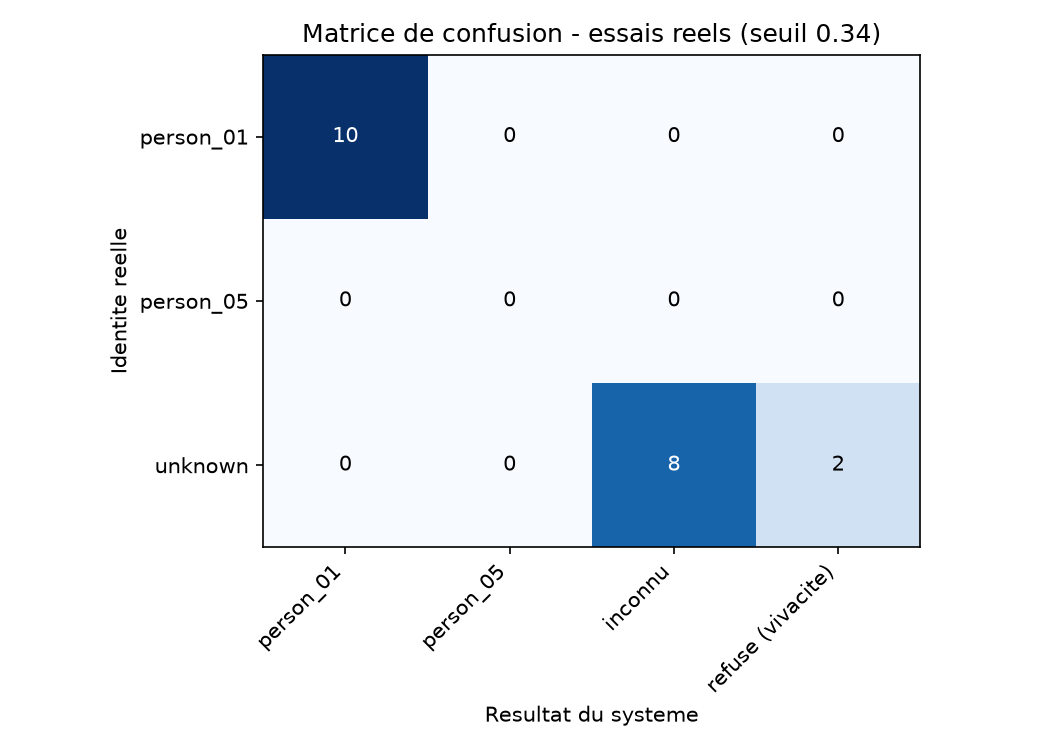 Matrice de confusion - essais reels (seuil 0.34)
Identite reelle
person_01
10 0 0 0
person_05
0 0 0 0
unknown
0 0 8 2
person_01
person_05
inconnu
refuse (vivacite)
Resultat du systeme